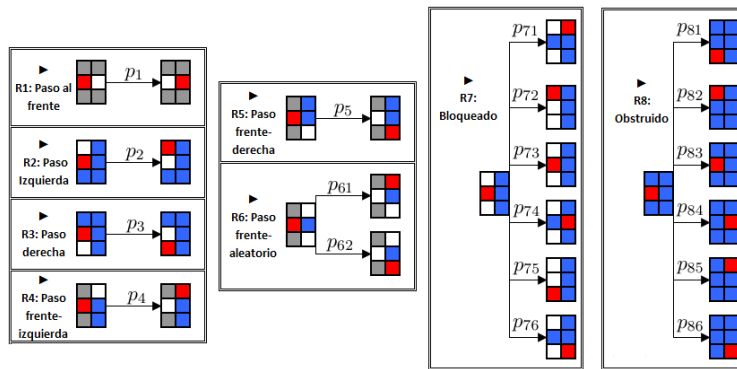 R1: Paso al
frente
p1
R2: Paso
Izquierda
p2
R3: Paso
derecha
p3
R4: Paso
frente-
izquierda
p4
R5: Paso
frente-
derecha
p5
R6: Paso
frente-
aleatorio
p61
p62
R7:
Bloqueado
p71
p72
p73
p74
p75
p76
R8:
Obstruido
p81
p82
p83
p84
p85
p86